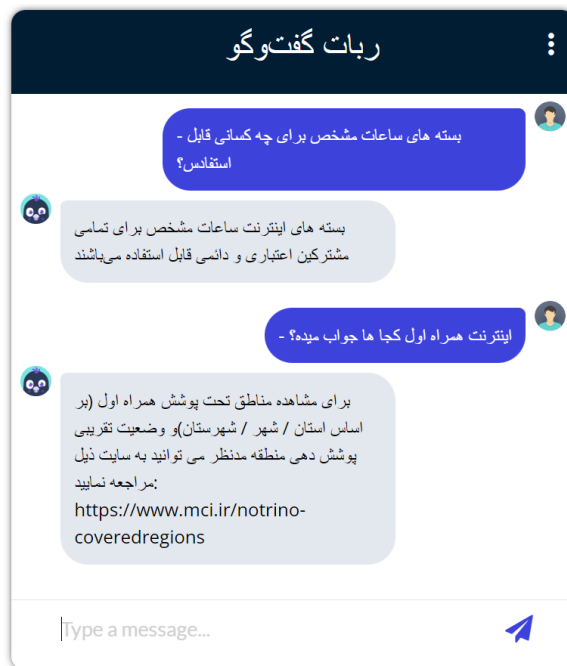 ربات گفت‌وگو
بسته های ساعات مشخص برای چه کسانی قابل -
استفادس؟
بسته های اینترنت ساعات مشخص برای تمامی
مشترکین اعتباری و دائمی قابل استفاده می‌باشند
اینترنت همراه اول کجا ها جواب میده؟ -
برای مشاهده مناطق تحت پوشش همراه اول (بر
اساس استان / شهر / شهرستان)و وضعیت تقریبی
پوشش دهی منطقه مدنظر می توانید به سایت ذیل
مراجعه نمایید:
https://www.mci.ir/notrino-
coveredregions
Type a message...